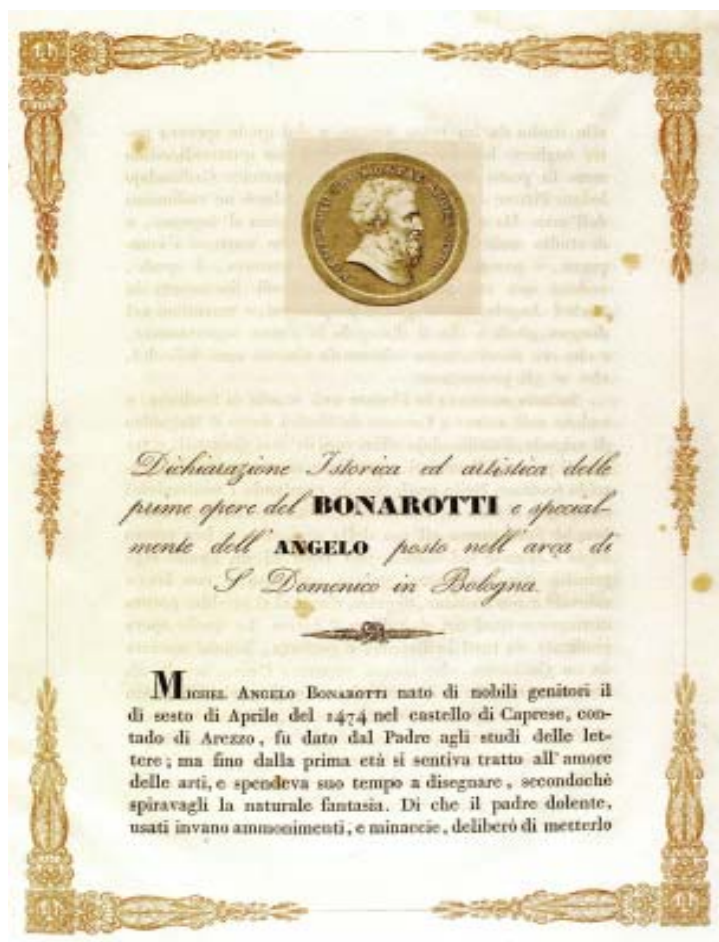 Dichiarazione Istorica ed artistica delle
prime opere del BONAROTTI e special-
mente dell' ANGELO posto nell' arca di
S Domenico in Bologna.
MICHEL ANGELO BONAROTTI nato di nobili genitori il
di sesto di Aprile del 1474 nel castello di Caprese, con-
tado di Arezzo, fu dato dal Padre agli studi delle let-
tere; ma fino dalla prima età si sentiva tratto all' amore
delle arti, e spendeva suo tempo a disegnare, secondochè
spiravagli la naturale fantasia. Di che il padre dolente,
usati invano ammonimenti, e minaccie, deliberò di metterlo